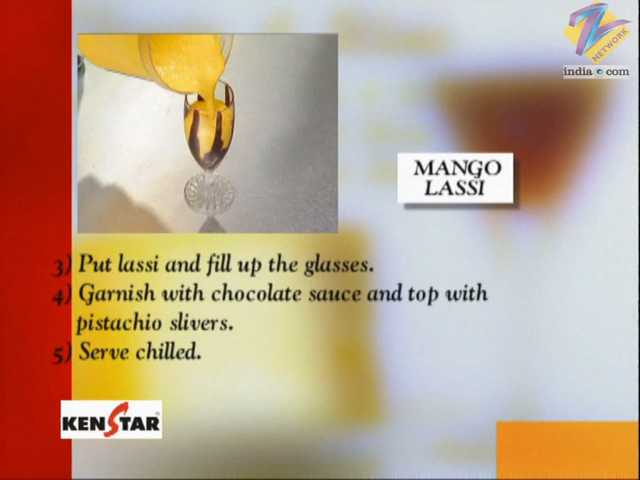 Z
NETWORK
india.com
MANGO
LASSI
3) Put lassi and fill up the glasses.
4) Garnish with chocolate sauce and top with
pistachio slivers.
5) Serve chilled.
KENSTAR